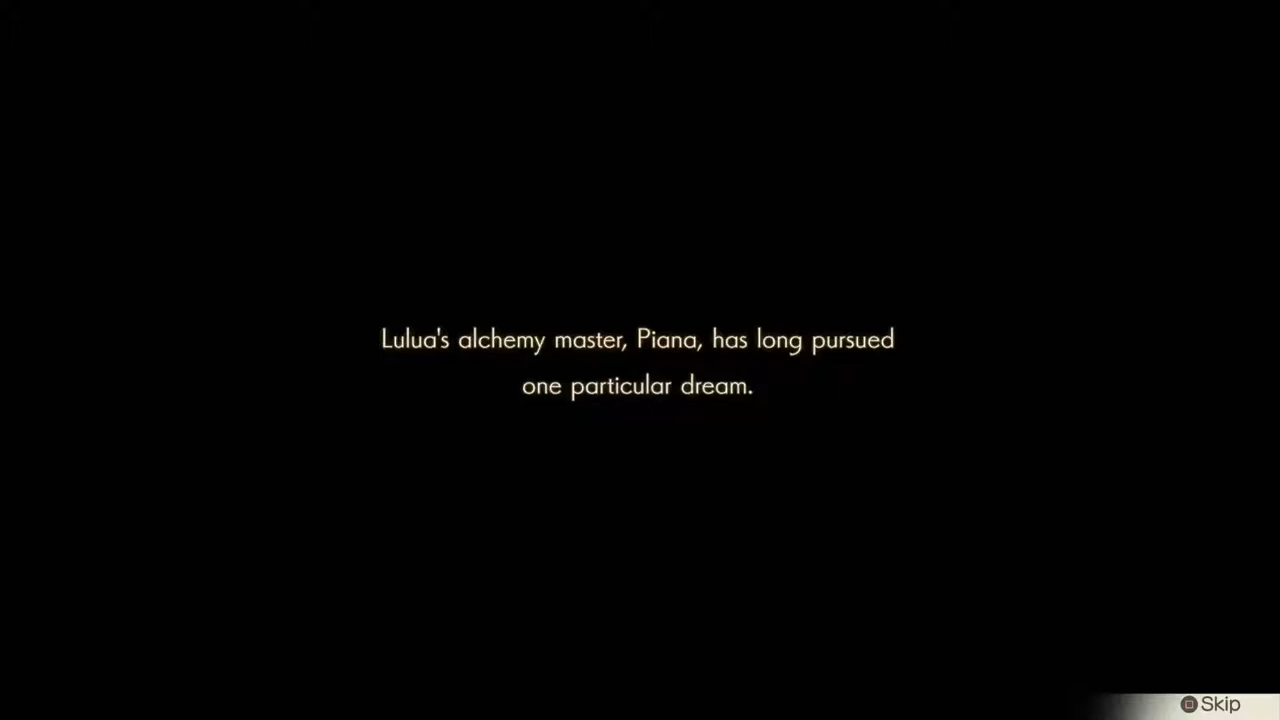 Lulua's alchemy master, Piana, has long pursued
one particular dream.
Skip